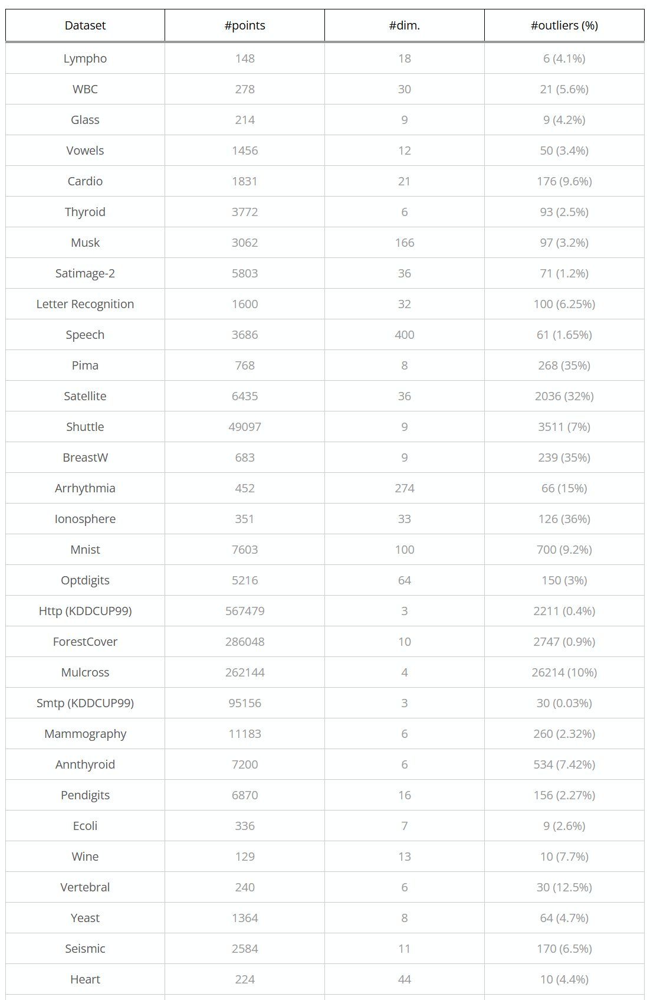 Dataset #points #dim. #outliers (%)
Lympho 148 18 6 (4.1%)
WBC 278 30 21 (5.6%)
Glass 214 9 9 (4.2%)
Vowels 1456 12 50 (3.4%)
Cardio 1831 21 176 (9.6%)
Thyroid 3772 6 93 (2.5%)
Musk 3062 166 97 (3.2%)
Satimage-2 5803 36 71 (1.2%)
Letter Recognition 1600 32 100 (6.25%)
Speech 3686 400 61 (1.65%)
Pima 768 8 268 (35%)
Satellite 6435 36 2036 (32%)
Shuttle 49097 9 3511 (7%)
BreastW 683 9 239 (35%)
Arrhythmia 452 274 66 (15%)
Ionosphere 351 33 126 (36%)
Mnist 7603 100 700 (9.2%)
Optdigits 5216 64 150 (3%)
Http (KDDCUP99) 567479 3 2211 (0.4%)
ForestCover 286048 10 2747 (0.9%)
Mulcross 262144 4 26214 (10%)
Smtp (KDDCUP99) 95156 3 30 (0.03%)
Mammography 11183 6 260 (2.32%)
Annthyroid 7200 6 534 (7.42%)
Pendigits 6870 16 156 (2.27%)
Ecoli 336 7 9 (2.6%)
Wine 129 13 10 (7.7%)
Vertebral 240 6 30 (12.5%)
Yeast 1364 8 64 (4.7%)
Seismic 2584 11 170 (6.5%)
Heart 224 44 10 (4.4%)